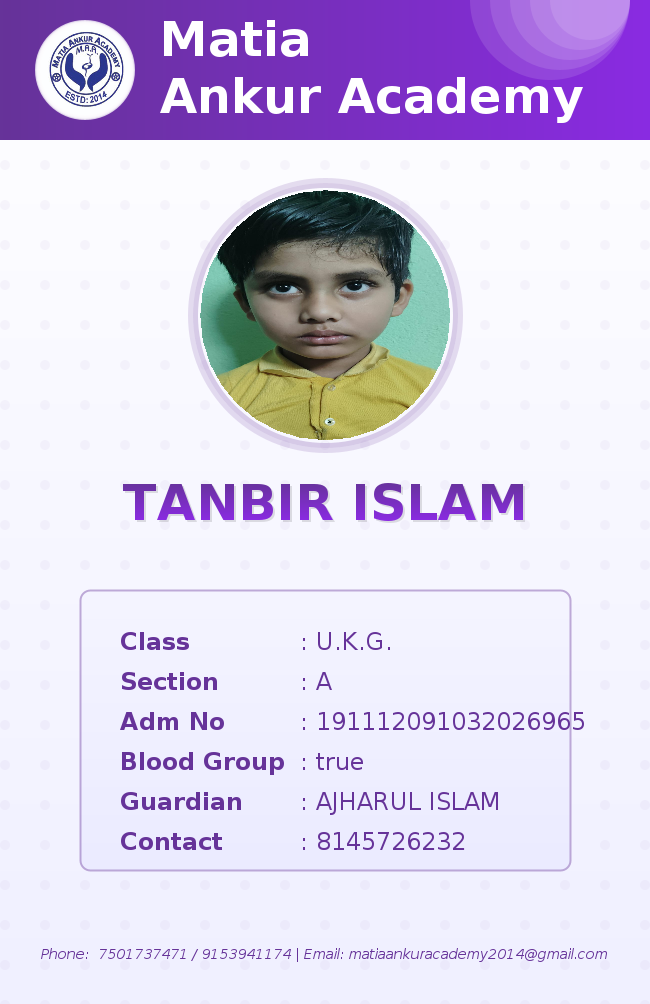 Matia
Ankur Academy
MATIA ANKUR ACADEMY
M.A.A.
ESTD: 2014
TANBIR ISLAM
Class : U.K.G.
Section : A
Adm No : 191112091032026965
Blood Group : true
Guardian : AJHARUL ISLAM
Contact : 8145726232
Phone: 7501737471 / 9153941174 | Email: matiaankuracademy2014@gmail.com